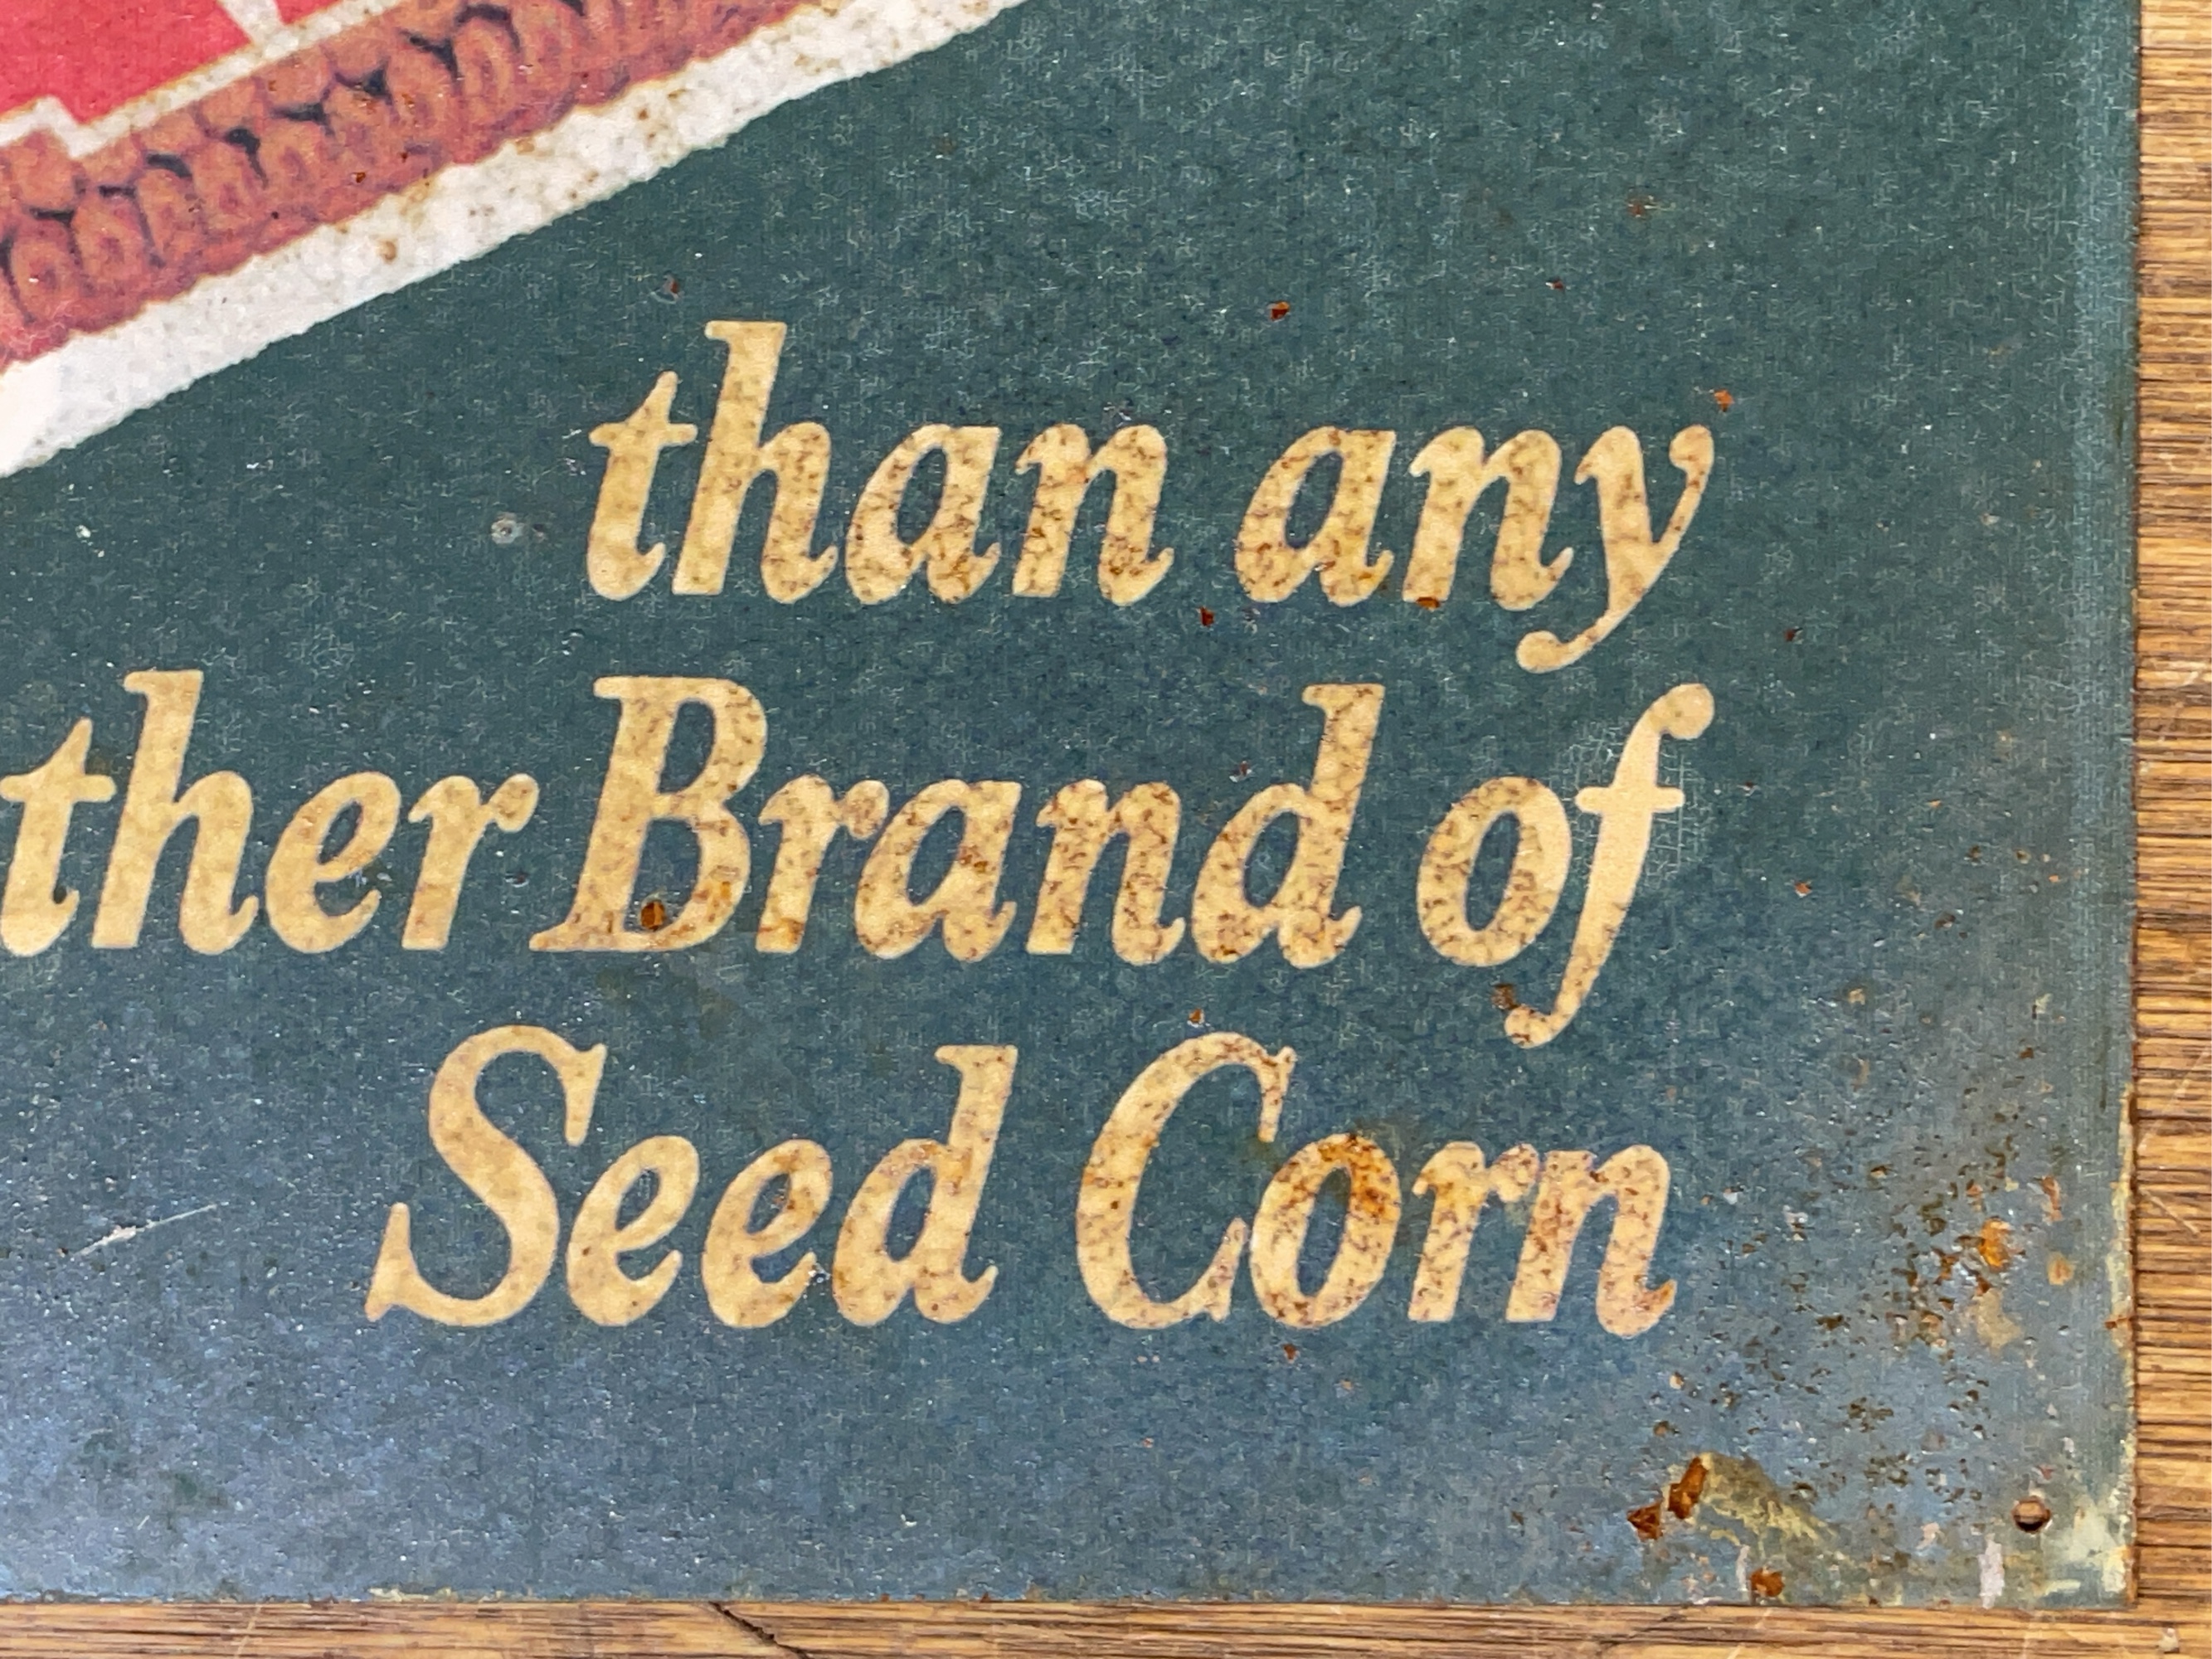 than any
ther Brand of
Seed Corn